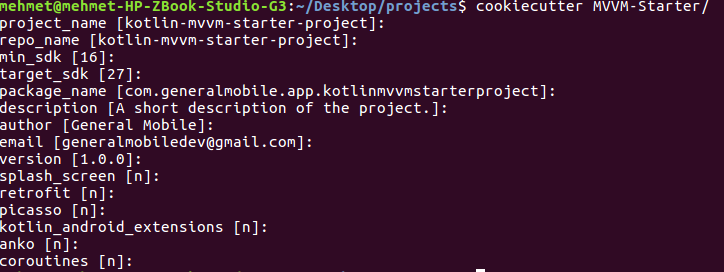 mehmet@mehmet-HP-ZBook-Studio-G3:~/Desktop/projects$ cookiecutter MVVM-Starter/
project_name [kotlin-mvvm-starter-project]:
repo_name [kotlin-mvvm-starter-project]:
min_sdk [16]:
target_sdk [27]:
package_name [com.generalmobile.app.kotlinmvvmstarterproject]:
description [A short description of the project.]:
author [General Mobile]:
email [generalmobiledev@gmail.com]:
version [1.0.0]:
splash_screen [n]:
retrofit [n]:
picasso [n]:
kotlin_android_extensions [n]:
anko [n]:
coroutines [n]: